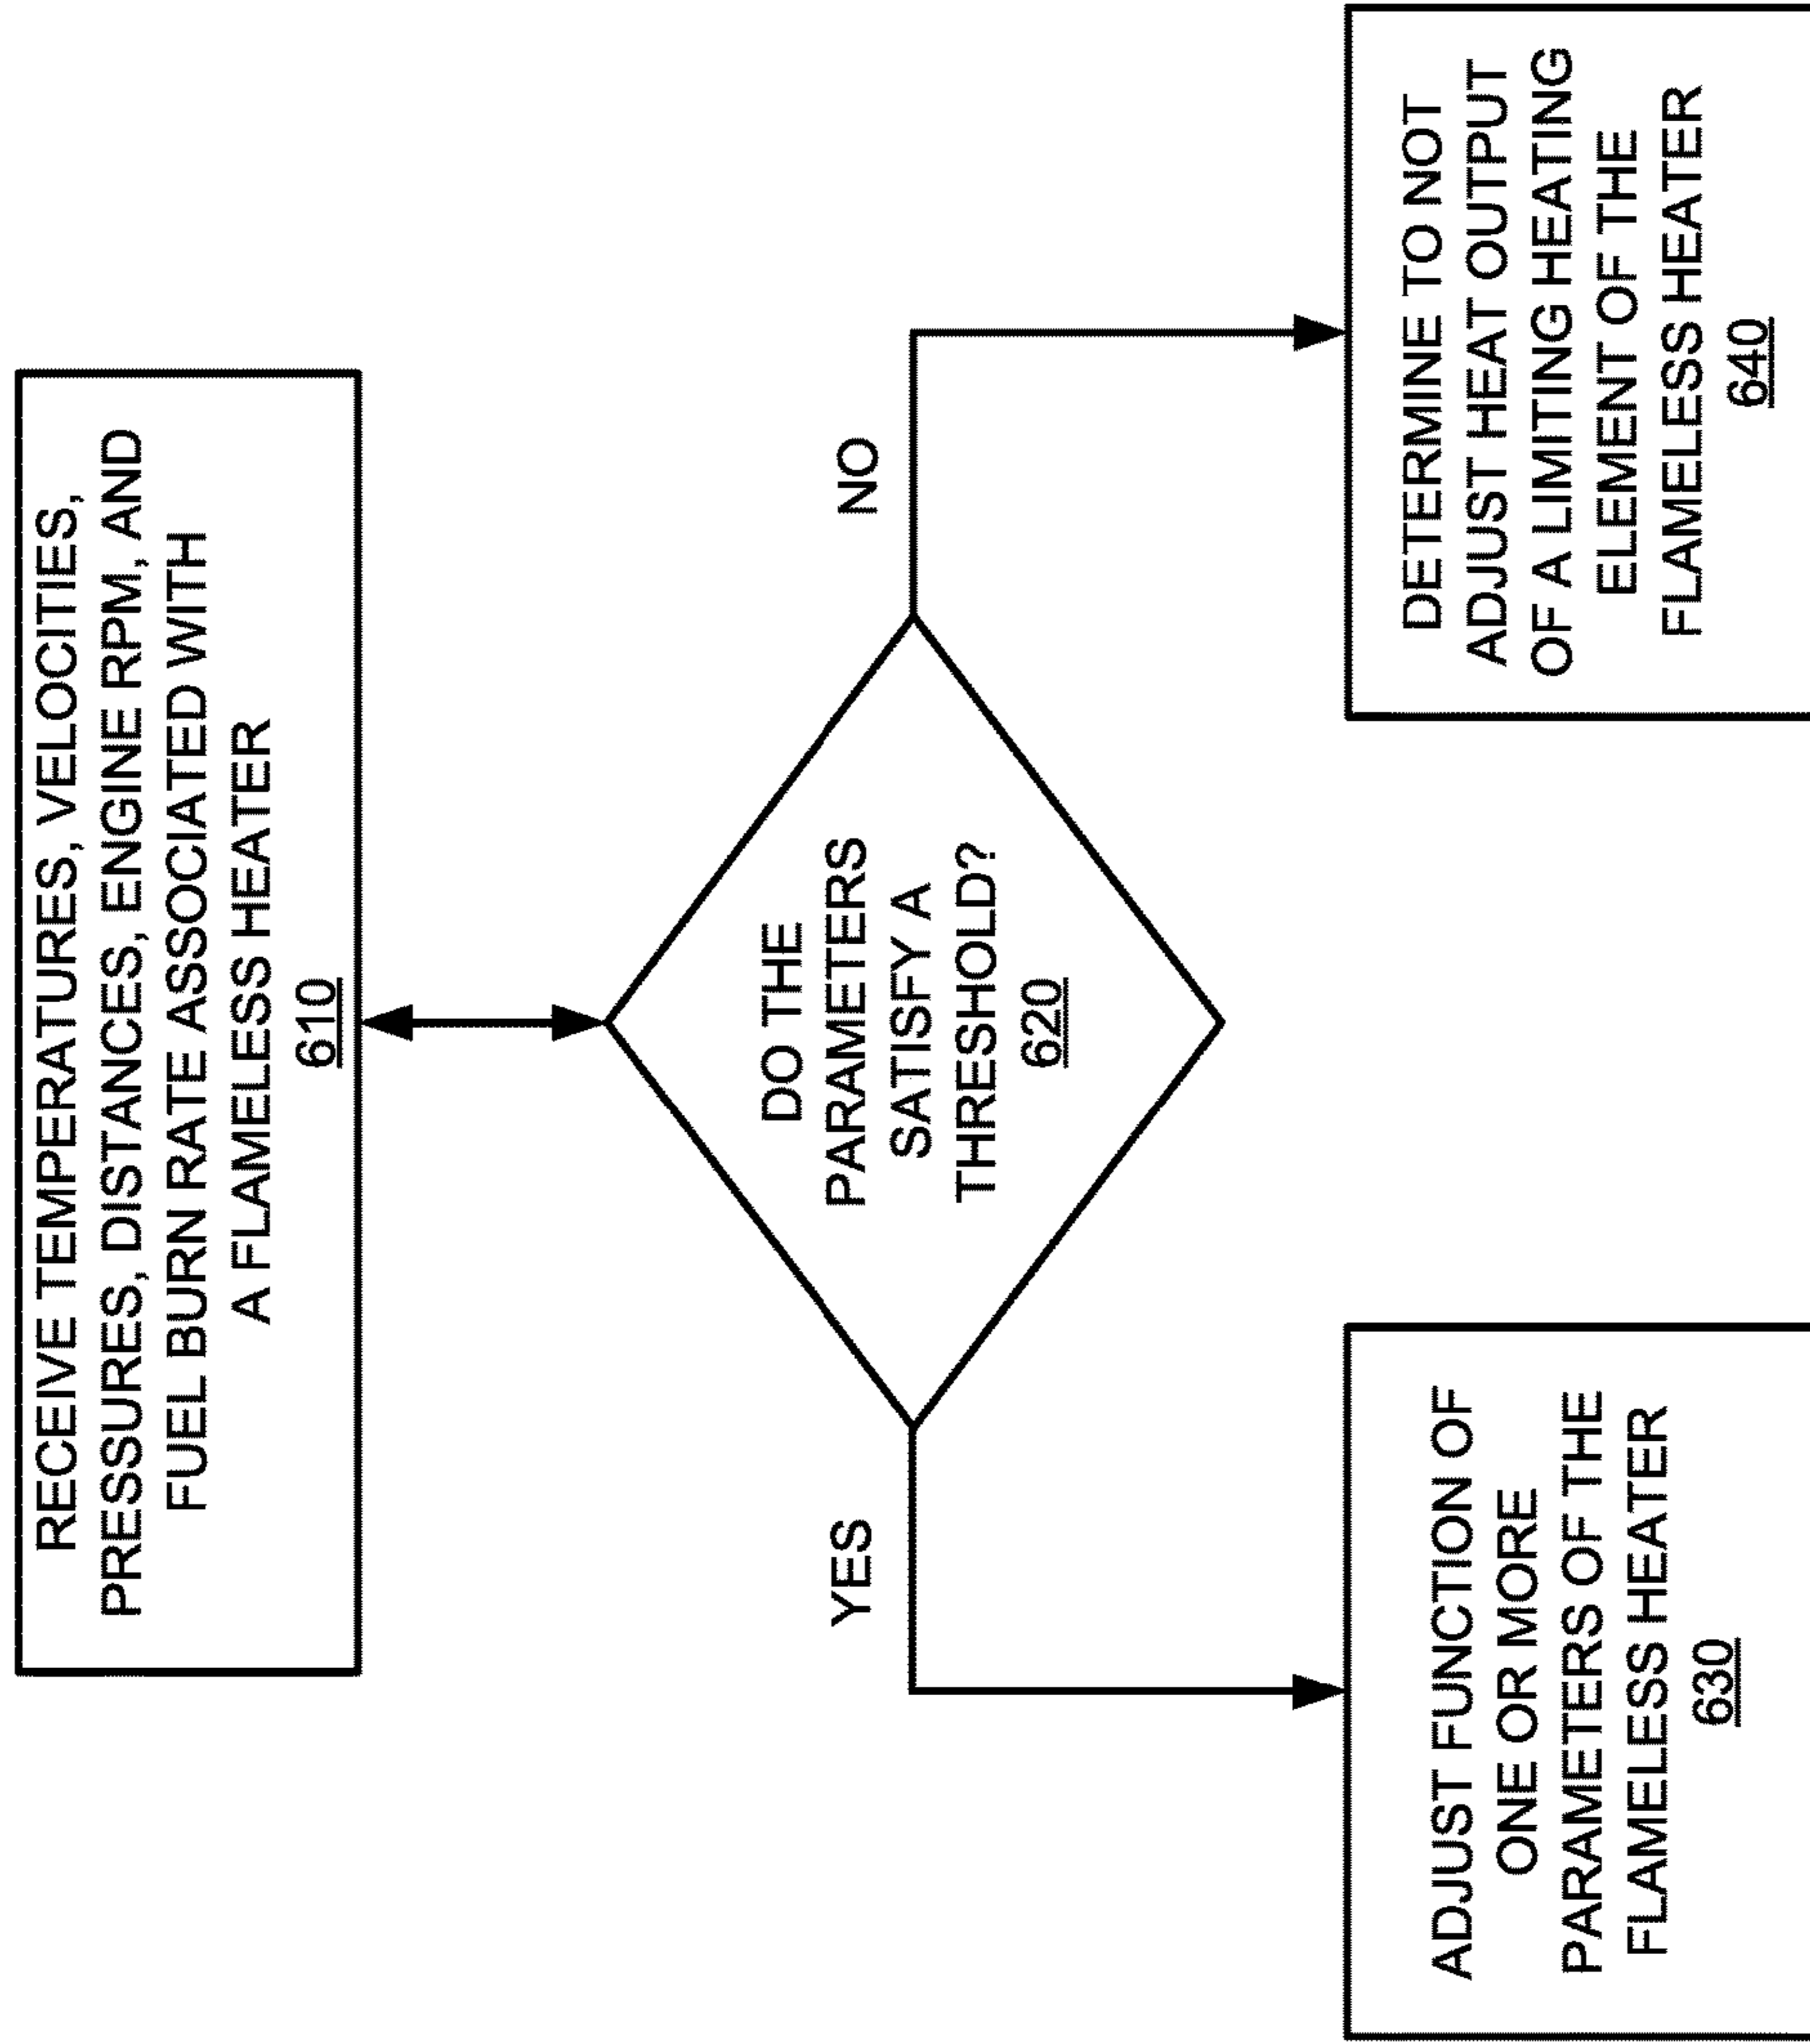 RECEIVE TEMPERATURES, VELOCITIES,
PRESSURES, DISTANCES, ENGINE RPM, AND
FUEL BURN RATE ASSOCIATED WITH
A FLAMELESS HEATER
610
DO THE
PARAMETERS
SATISFY A
THRESHOLD?
620
YES
NO
ADJUST FUNCTION OF
ONE OR MORE
PARAMETERS OF THE
FLAMELESS HEATER
630
DETERMINE TO NOT
ADJUST HEAT OUTPUT
OF A LIMITING HEATING
ELEMENT OF THE
FLAMELESS HEATER
640